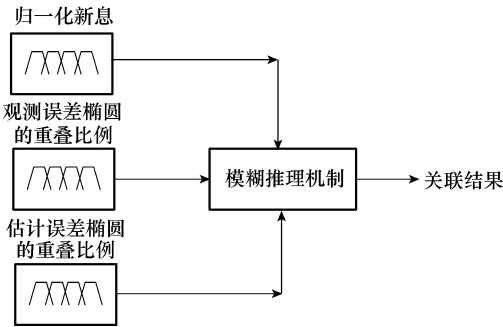 归一化新息
观测误差椭圆
的重叠比例
模糊推理机制
关联结果
估计误差椭圆
的重叠比例